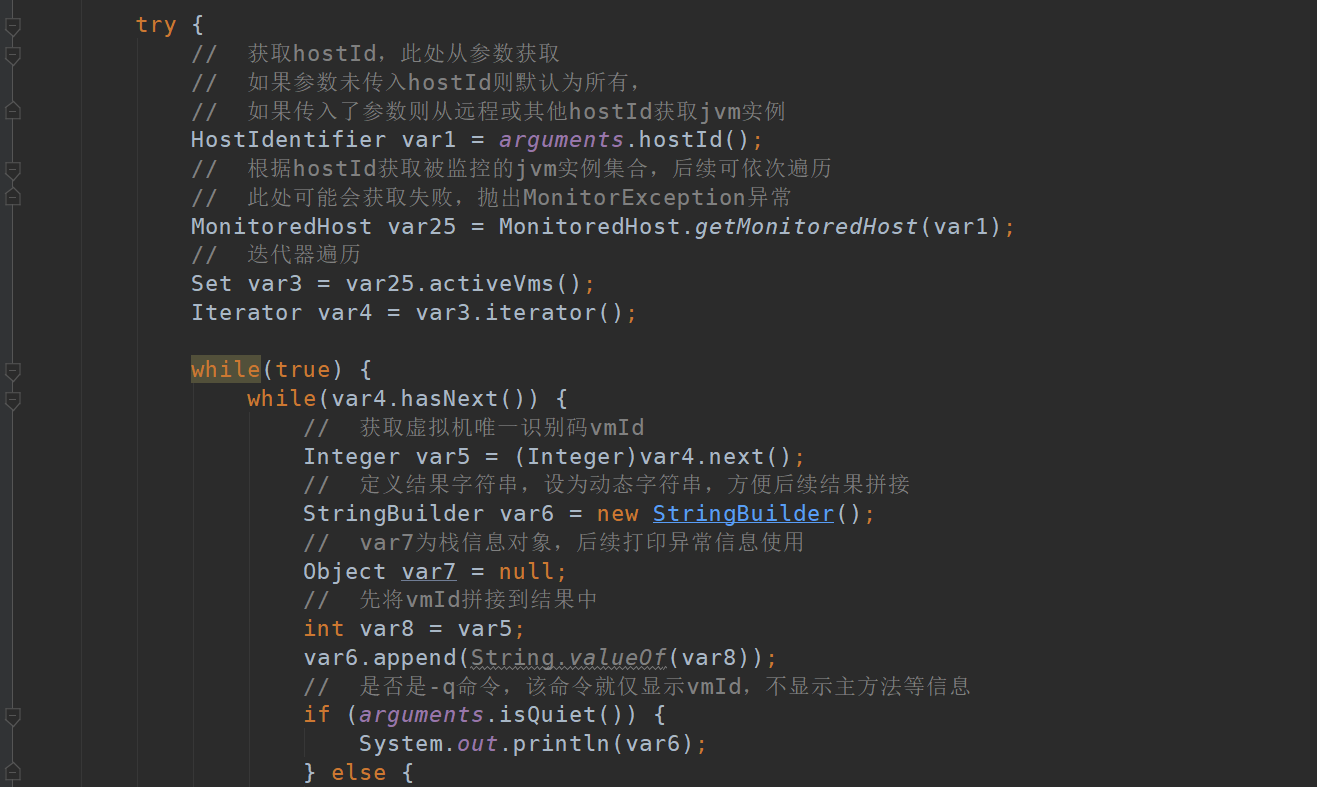 try {
//  获取hostId，此处从参数获取
//  如果参数未传入hostId则默认为所有，
//  如果传入了参数则从远程或其他hostId获取jvm实例
HostIdentifier var1 = arguments.hostId();
//  根据hostId获取被监控的jvm实例集合，后续可依次遍历
//  此处可能会获取失败，抛出MonitorException异常
MonitoredHost var25 = MonitoredHost.getMonitoredHost(var1);
//  迭代器遍历
Set var3 = var25.activeVms();
Iterator var4 = var3.iterator();
while(true) {
while(var4.hasNext()) {
//  获取虚拟机唯一识别码vmId
Integer var5 = (Integer)var4.next();
//  定义结果字符串，设为动态字符串，方便后续结果拼接
StringBuilder var6 = new StringBuilder();
//  var7为栈信息对象，后续打印异常信息使用
Object var7 = null;
//  先将vmId拼接到结果中
int var8 = var5;
var6.append(String.valueOf(var8));
//  是否是-q命令，该命令就仅显示vmId，不显示主方法等信息
if (arguments.isQuiet()) {
System.out.println(var6);
} else {